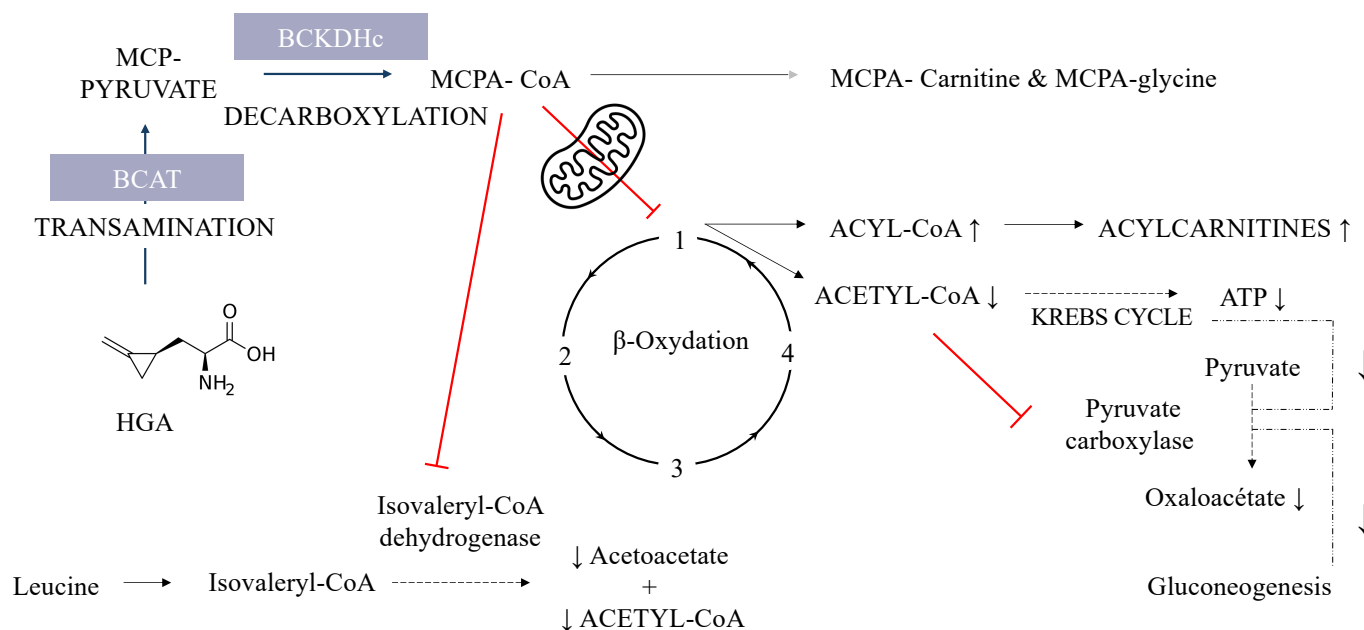 BCKDHc
MCP-
PYRUVATE
MCPA- CoA
MCPA- Carnitine & MCPA-glycine
DECARBOXYLATION
BCAT
TRANSAMINATION
1
ACYL-CoA ↑
ACYLCARNITINES ↑
ACETYL-CoA ↓
ATP ↓
KREBS CYCLE
O
OH
NH2
HGA
β-Oxydation
2
4
3
Pyruvate
↓
Pyruvate
carboxylase
Oxaloacétate ↓
↓
Gluconeogenesis
Isovaleryl-CoA
dehydrogenase
Leucine
Isovaleryl-CoA
↓ Acetoacetate
+
↓ ACETYL-CoA